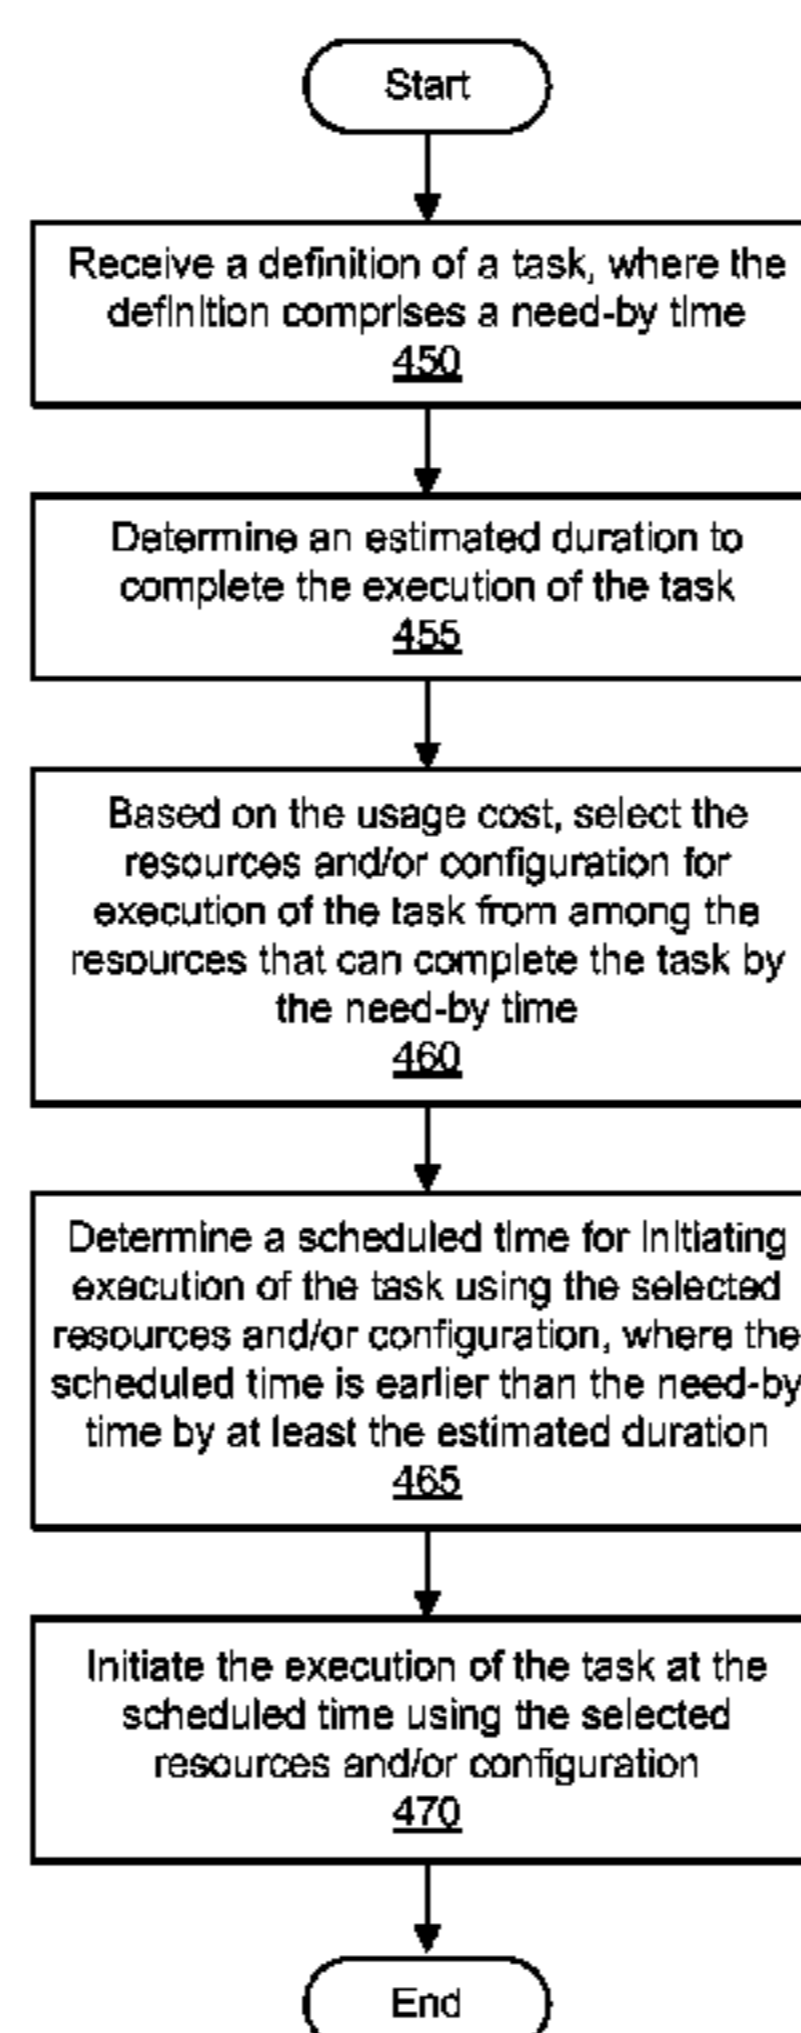 Start
Receive a definition of a task, where the
definition comprises a need-by time
450
Determine an estimated duration to
complete the execution of the task
455
Based on the usage cost, select the
resources and/or configuration for
execution of the task from among the
resources that can complete the task by
the need-by time
460
Determine a scheduled time for initiating
execution of the task using the selected
resources and/or configuration, where the
scheduled time is earlier than the need-by
time by at least the estimated duration
465
Initiate the execution of the task at the
scheduled time using the selected
resources and/or configuration
470
End